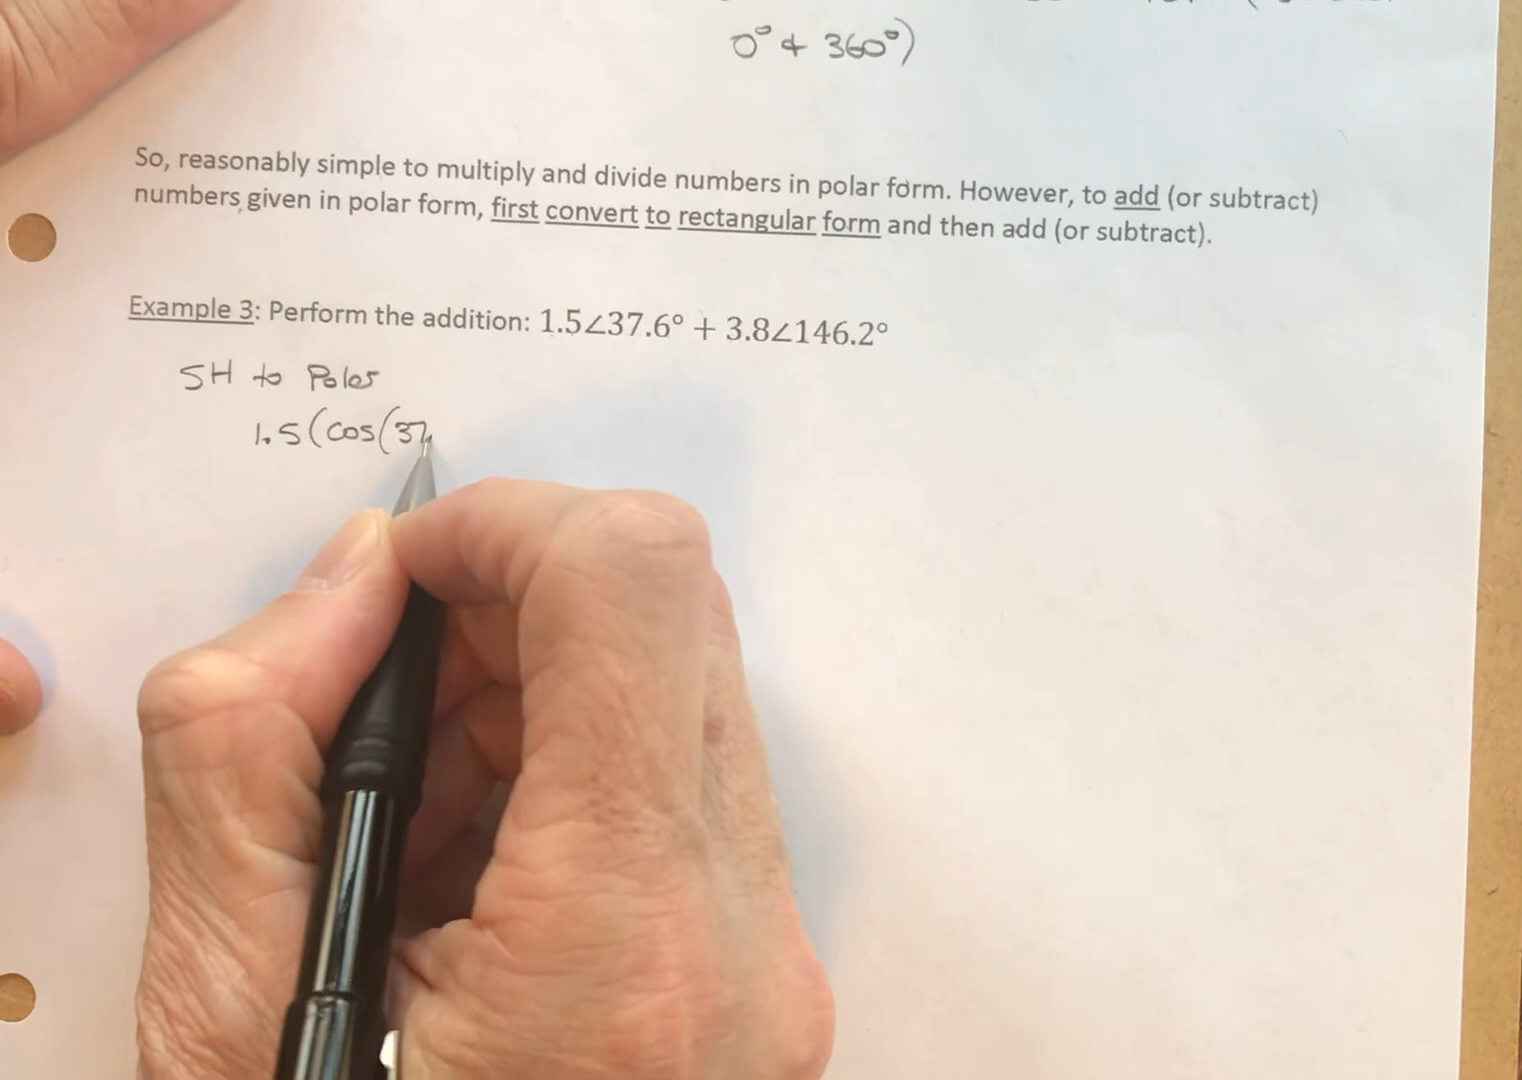 0° & 360°)
So, reasonably simple to multiply and divide numbers in polar form. However, to add (or subtract)
numbers given in polar form, first convert to rectangular form and then add (or subtract).
Example 3: Perform the addition: 1.5∠37.6° + 3.8∠146.2°
SH to Polar
1.5(cos(37.